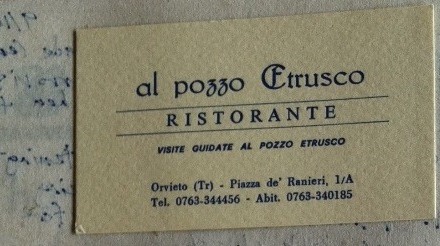 al pozzo Etrusco
RISTORANTE
VISITE GUIDATE AL POZZO ETRUSCO
Orvieto (Tr) - Piazza de' Ranieri, 1/A
Tel. 0763-344456 - Abit. 0763-340185